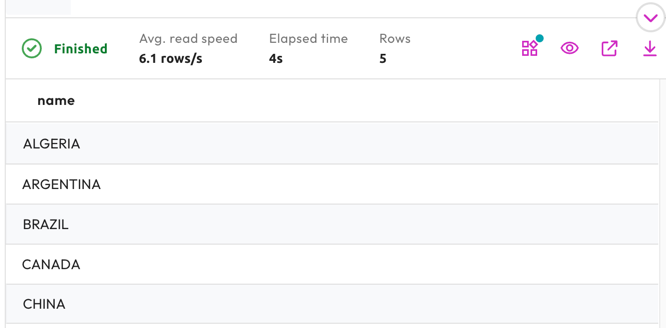 Finished
Avg. read speed
6.1 rows/s
Elapsed time
4s
Rows
5
name
ALGERIA
ARGENTINA
BRAZIL
CANADA
CHINA